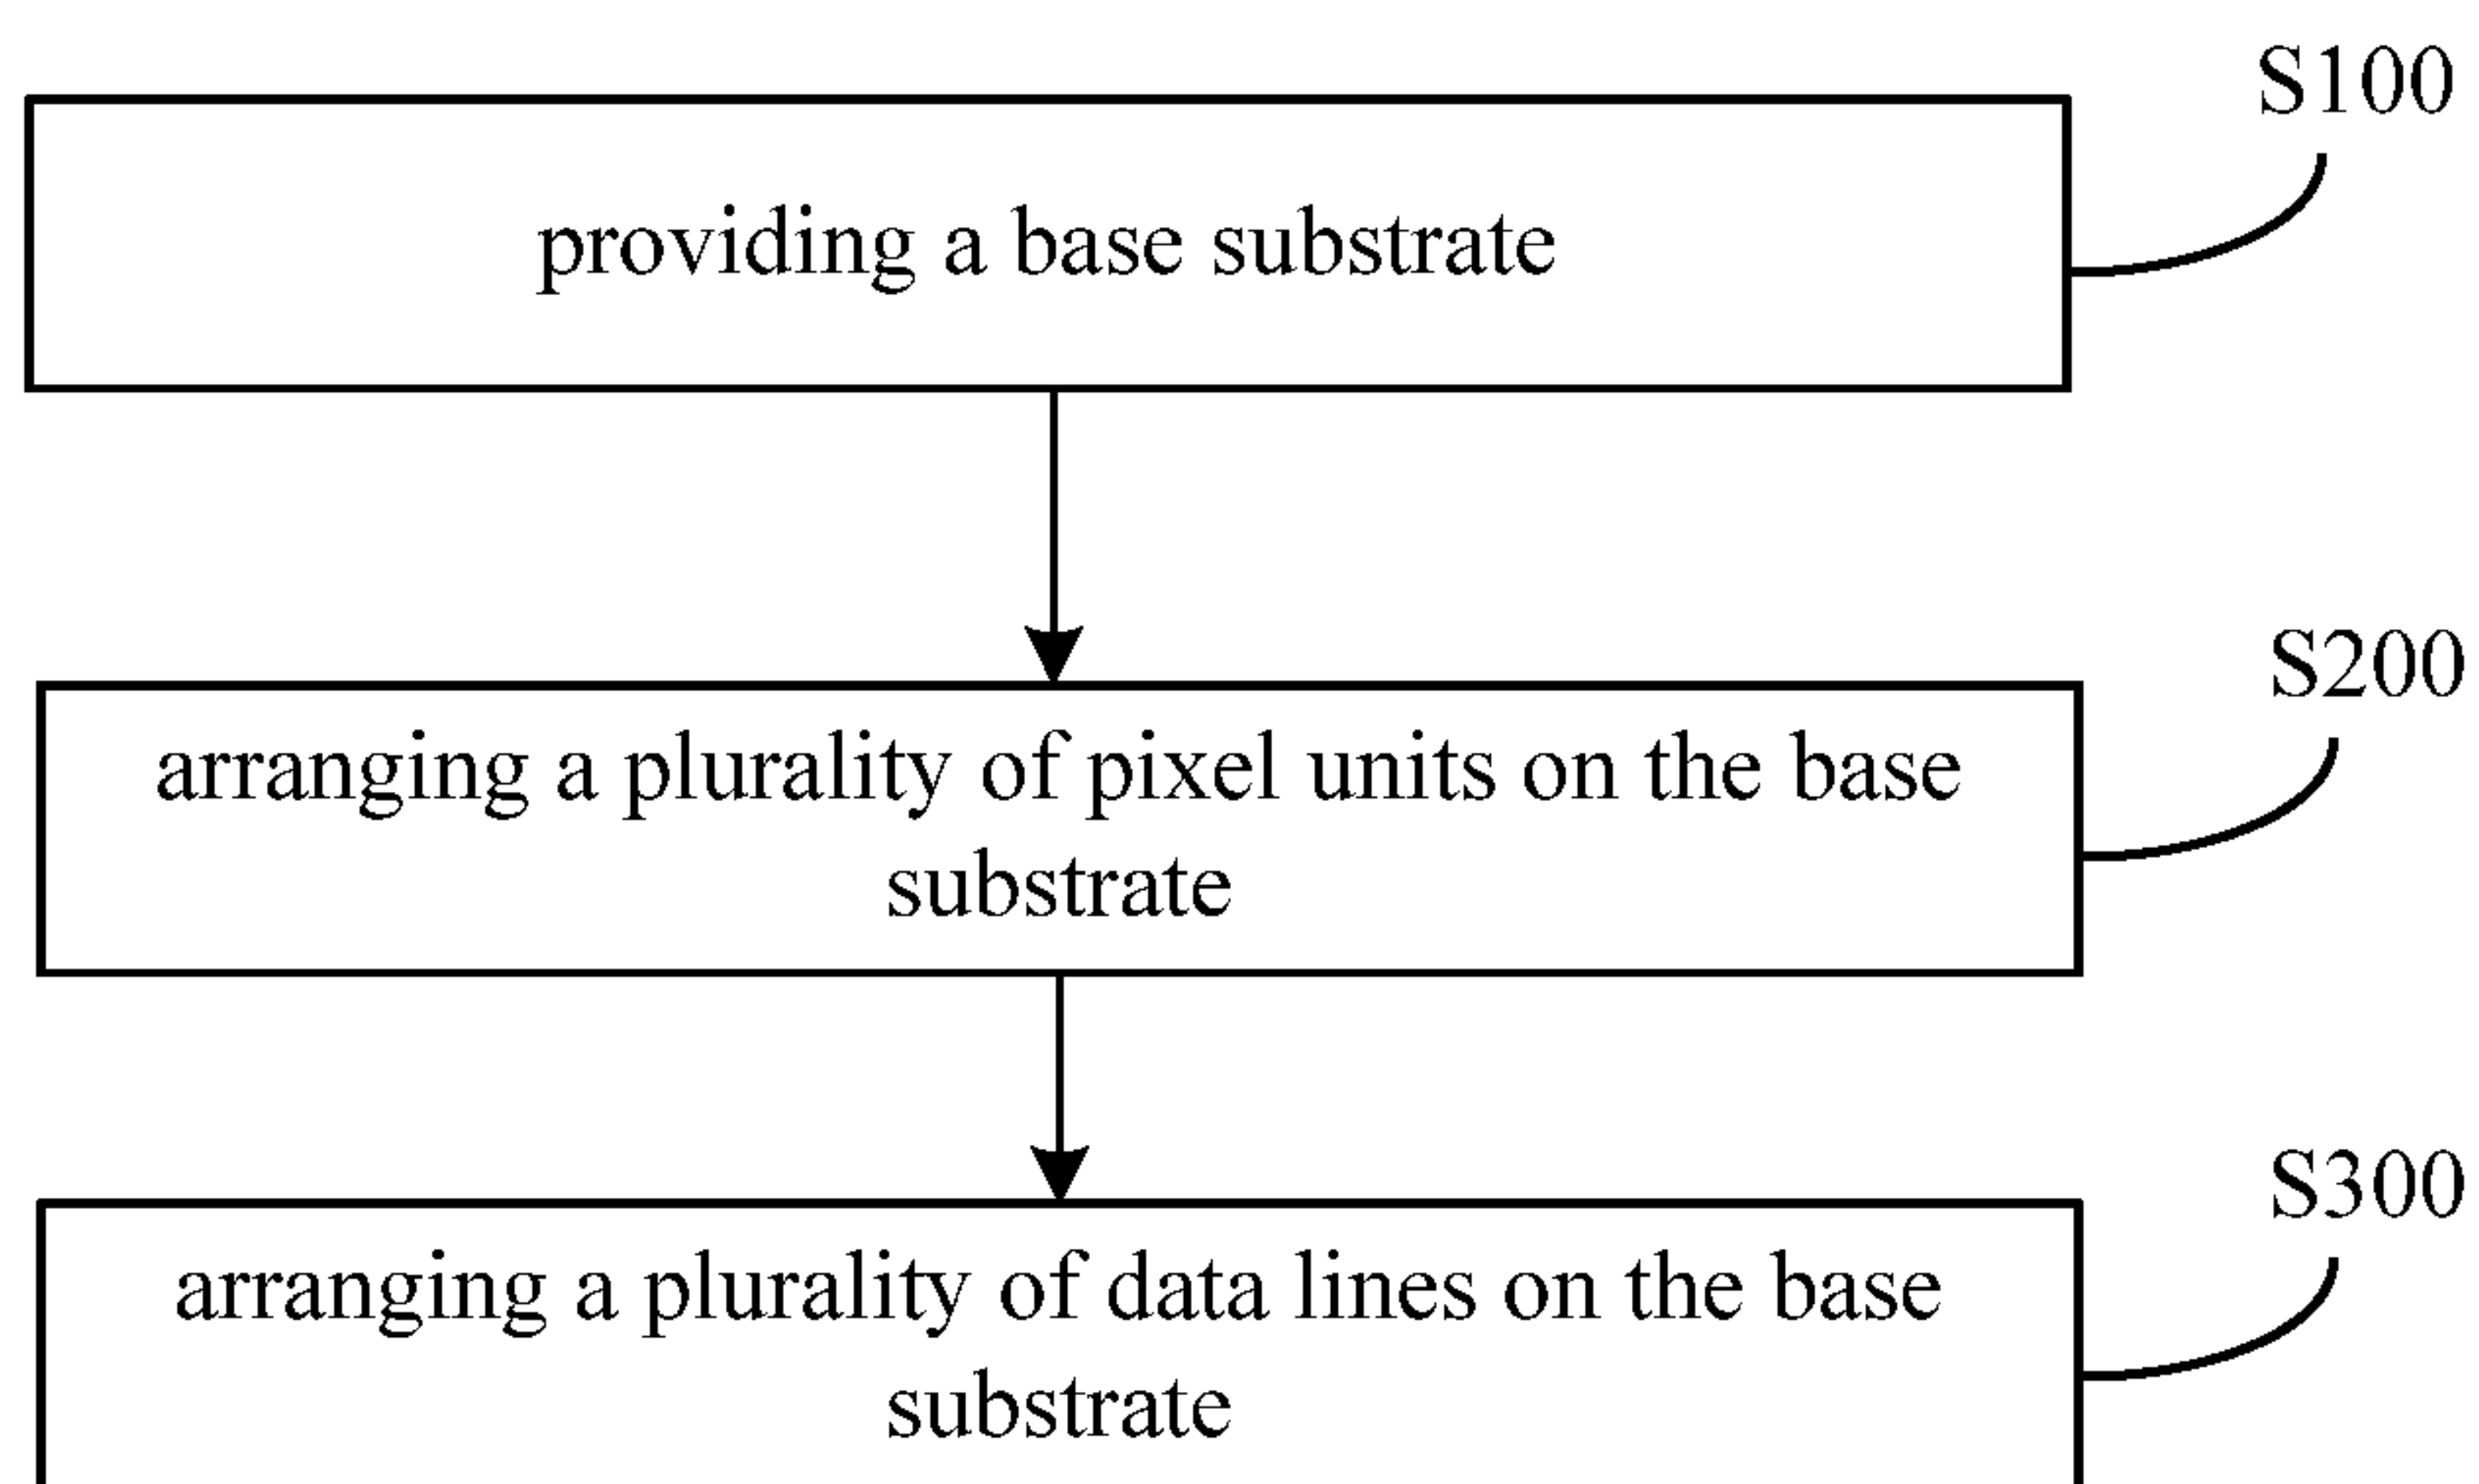 S100
providing a base substrate
S200
arranging a plurality of pixel units on the base
substrate
S300
arranging a plurality of data lines on the base
substrate